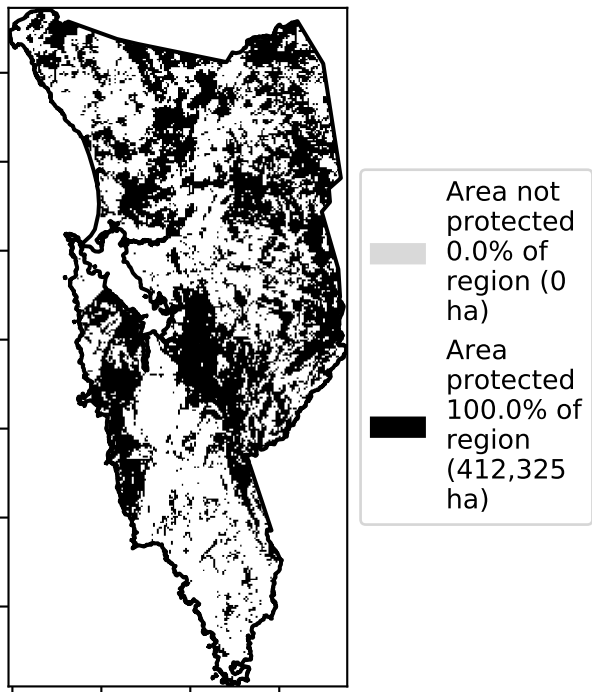 Area not
protected
0.0% of
region (0
ha)
Area
protected
100.0% of
region
(412,325
ha)